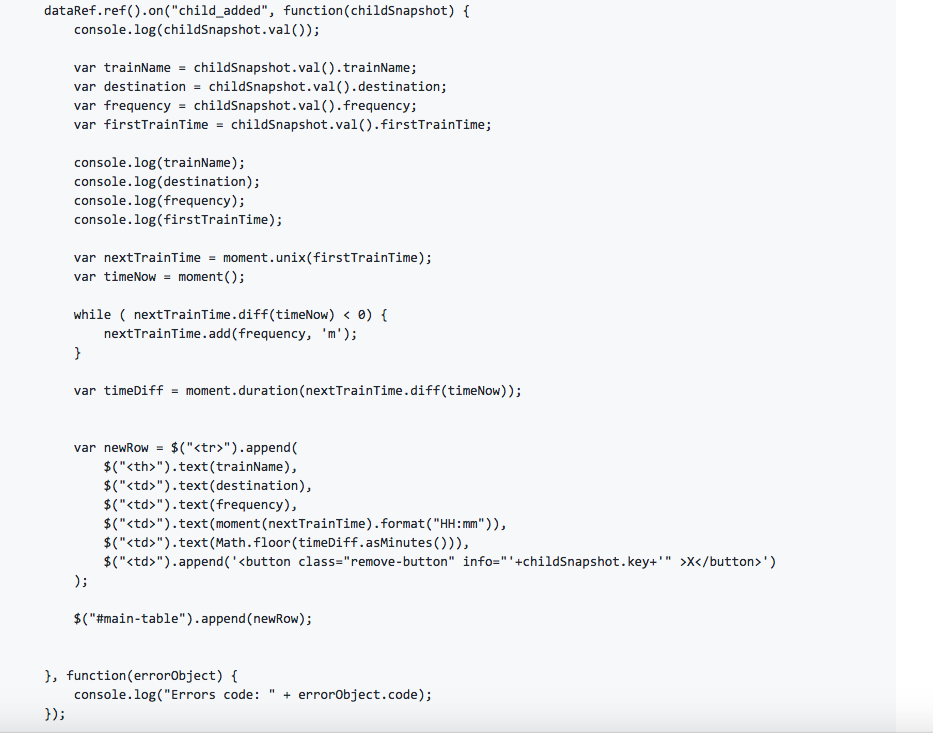 dataRef.ref().on("child_added", function(childSnapshot) {
console.log(childSnapshot.val());
var trainName = childSnapshot.val().trainName;
var destination = childSnapshot.val().destination;
var frequency = childSnapshot.val().frequency;
var firstTrainTime = childSnapshot.val().firstTrainTime;
console.log(trainName);
console.log(destination);
console.log(frequency);
console.log(firstTrainTime);
var nextTrainTime = moment.unix(firstTrainTime);
var timeNow = moment();
while ( nextTrainTime.diff(timeNow) < 0) {
nextTrainTime.add(frequency, 'm');
}
var timeDiff = moment.duration(nextTrainTime.diff(timeNow));
var newRow = $("<tr>").append(
$("<th>").text(trainName),
$("<td>").text(destination),
$("<td>").text(frequency),
$("<td>").text(moment(nextTrainTime).format("HH:mm")),
$("<td>").text(Math.floor(timeDiff.asMinutes())),
$("<td>").append('<button class="remove-button" info="'+childSnapshot.key+'" >X</button>')
);
$("#main-table").append(newRow);
}, function(errorObject) {
console.log("Errors code: " + errorObject.code);
});